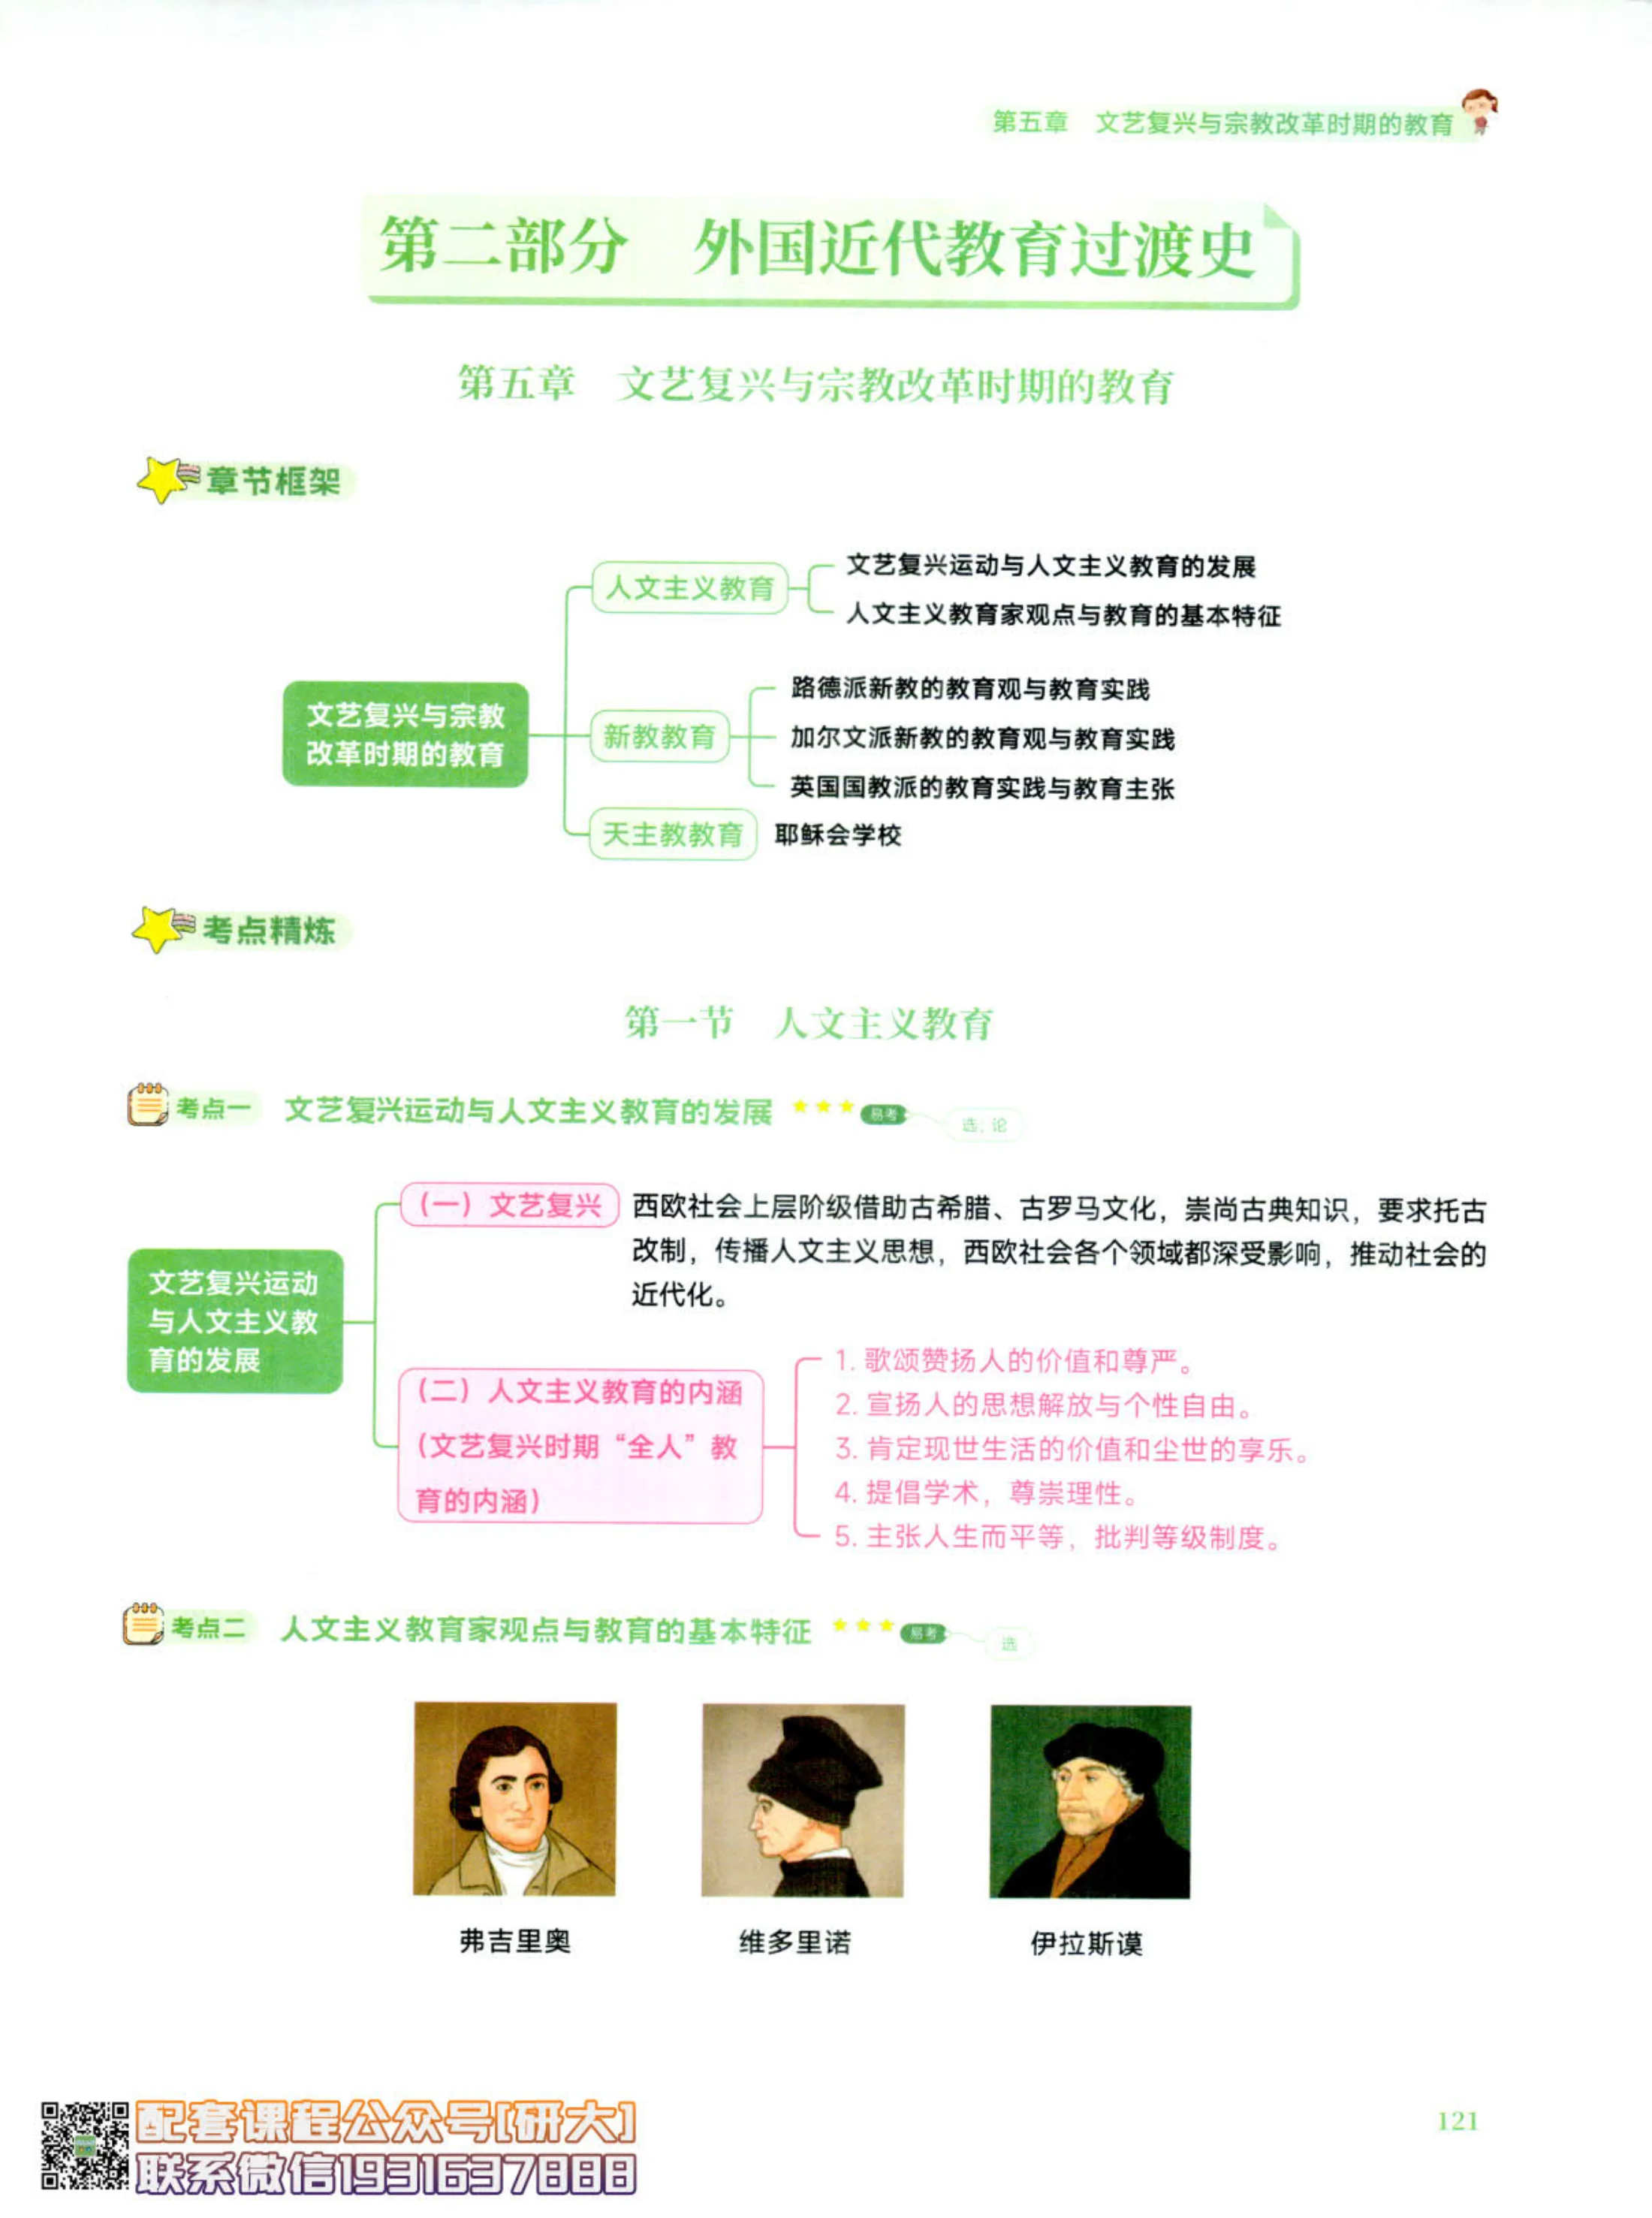 第五章 文艺复兴与宗教改革时期的教育
第二部分 外国近代教育过渡史
第五章 文艺复兴与宗教改革时期的教育
章节框架
文艺复兴与宗教
改革时期的教育
人文主义教育
文艺复兴运动与人文主义教育的发展
人文主义教育家观点与教育的基本特征
新教教育
路德派新教的教育观与教育实践
加尔文派新教的教育观与教育实践
英国国教派的教育实践与教育主张
天主教教育
耶稣会学校
考点精炼
第一节 人文主义教育
考点一 文艺复兴运动与人文主义教育的发展 ★★★ 易考 选、论
文艺复兴运动
与人文主义教
育的发展
(一) 文艺复兴
西欧社会上层阶级借助古希腊、古罗马文化，崇尚古典知识，要求托古
改制，传播人文主义思想，西欧社会各个领域都深受影响，推动社会的
近代化。
(二) 人文主义教育的内涵
(文艺复兴时期“全人”教
育的内涵)
1. 歌颂赞扬人的价值和尊严。
2. 宣扬人的思想解放与个性自由。
3. 肯定现世生活的价值和尘世的享乐。
4. 提倡学术，尊崇理性。
5. 主张人生而平等，批判等级制度。
考点二 人文主义教育家观点与教育的基本特征 ★★★ 易考 选
弗吉里奥 维多里诺 伊拉斯谟
配套课程公众号[研大]
联系微信1931637888
121